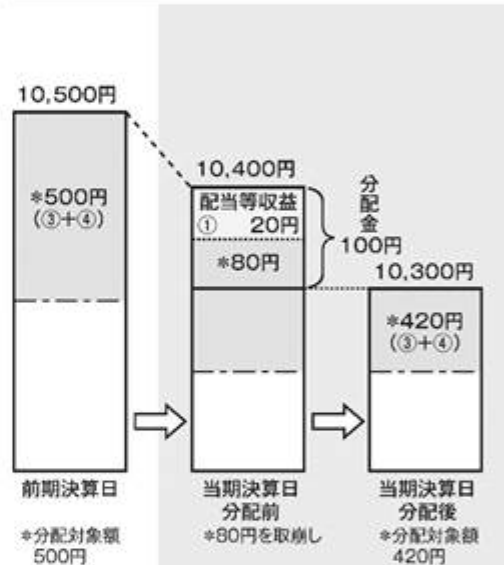 10,500円
*500円
(③+④)
10,400円
配当等収益
① 20円
*80円
分配金
100円
10,300円
*420円
(③+④)
前期決算日
*分配対象額
500円
当期決算日
分配前
*80円を取崩し
当期決算日
分配後
*分配対象額
420円